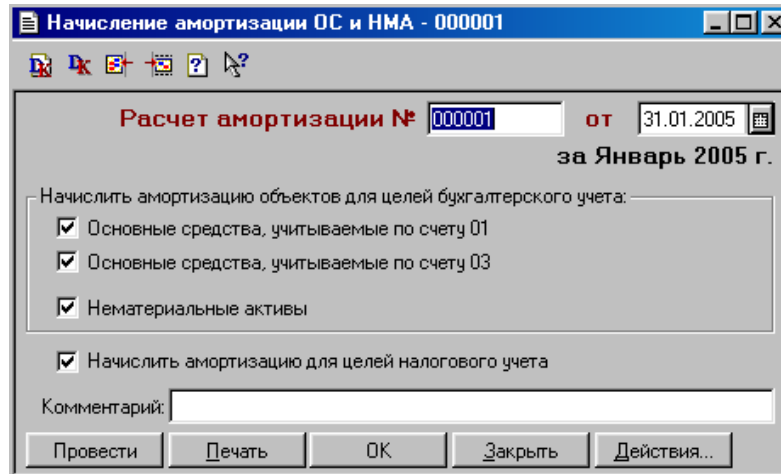 Начисление амортизации ОС и НМА - 000001
Расчет амортизации № 000001 от 31.01.2005
за Январь 2005 г.
Начислить амортизацию объектов для целей бухгалтерского учета:
Основные средства, учитываемые по счету 01
Основные средства, учитываемые по счету 03
Нематериальные активы
Начислить амортизацию для целей налогового учета
Комментарий:
Провести Печать OK Закрыть Действия...